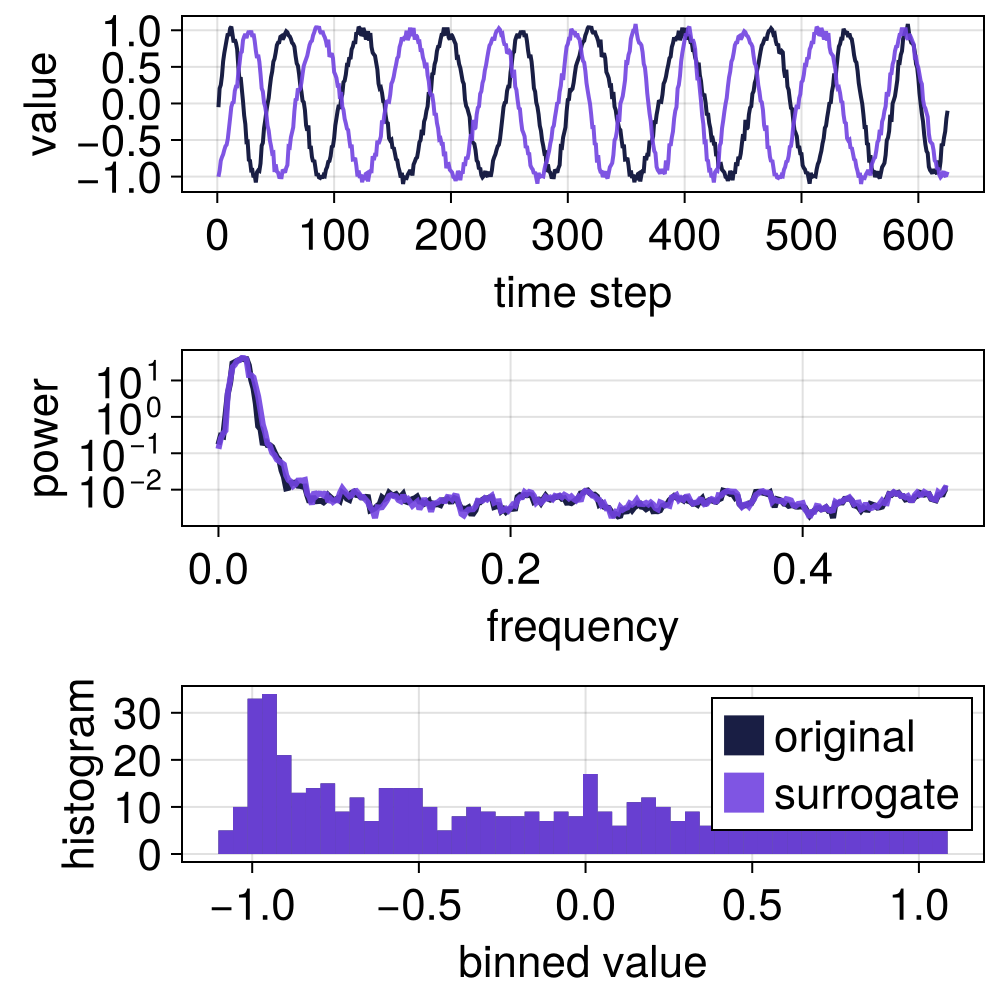 value
1.0
0.5
0.0
−0.5
−1.0
0 100 200 300 400 500 600
time step
power
10¹
10⁰
10⁻¹
10⁻²
0.0 0.2 0.4
frequency
histogram
30
20
10
0
original
surrogate
−1.0 −0.5 0.0 0.5 1.0
binned value